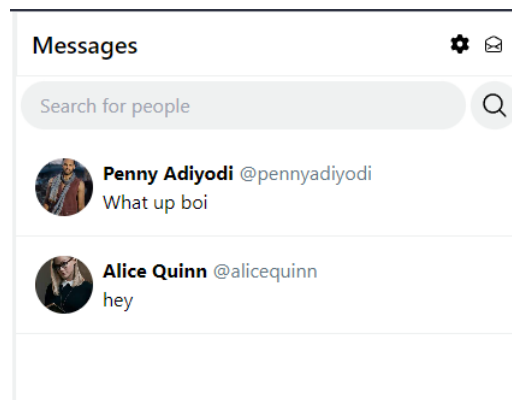 Messages
Search for people
Penny Adiyodi @pennyadiyodi
What up boi
Alice Quinn @alicequinn
hey